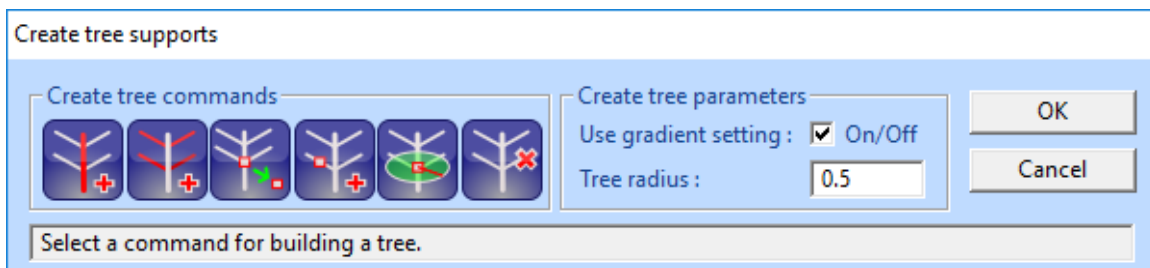 Create tree supports
Create tree commands
Create tree parameters
Use gradient setting : On/Off
Tree radius : 0.5
OK
Cancel
Select a command for building a tree.